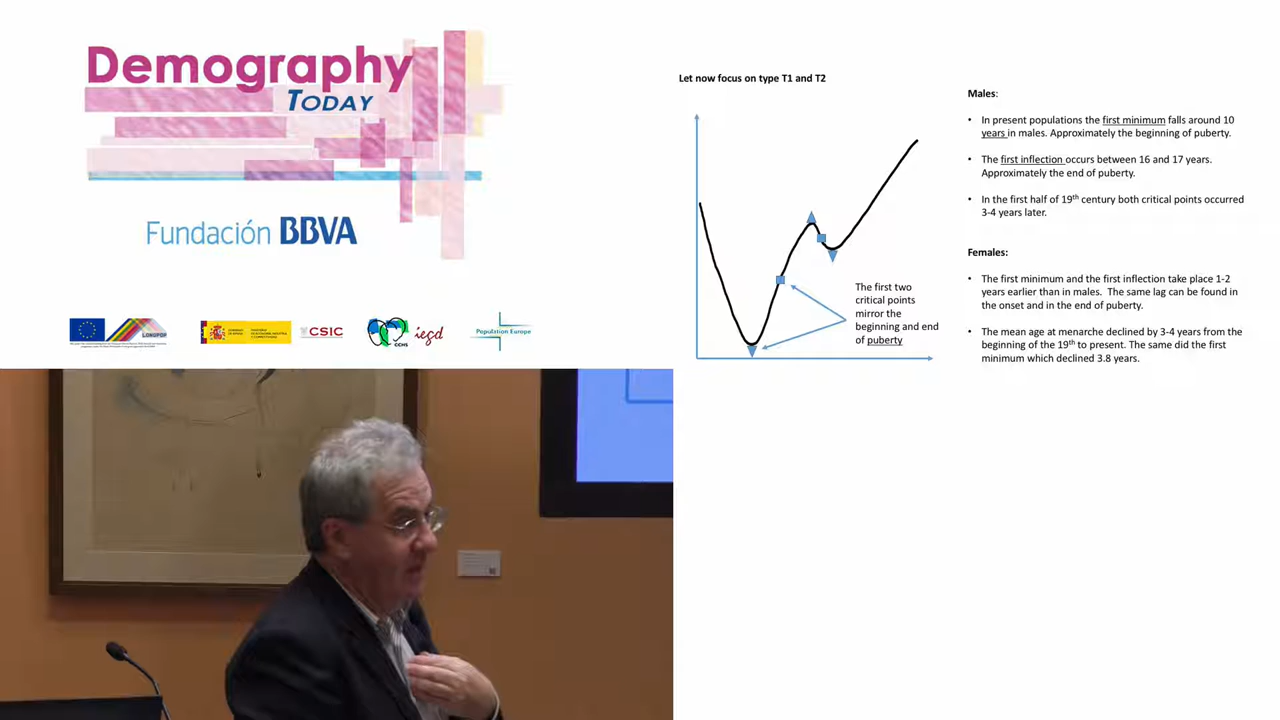 Demography
TODAY
Fundación BBVA
LONGPOP
CSIC
CCHS
iegd
Population Europe
Let now focus on type T1 and T2
The first two
critical points
mirror the
beginning and end
of puberty
Males:
• In present populations the first minimum falls around 10
years in males. Approximately the beginning of puberty.
• The first inflection occurs between 16 and 17 years.
Approximately the end of puberty.
• In the first half of 19th century both critical points occurred
3-4 years later.
Females:
• The first minimum and the first inflection take place 1-2
years earlier than in males. The same lag can be found in
the onset and in the end of puberty.
• The mean age at menarche declined by 3-4 years from the
beginning of the 19th to present. The same did the first
minimum which declined 3.8 years.